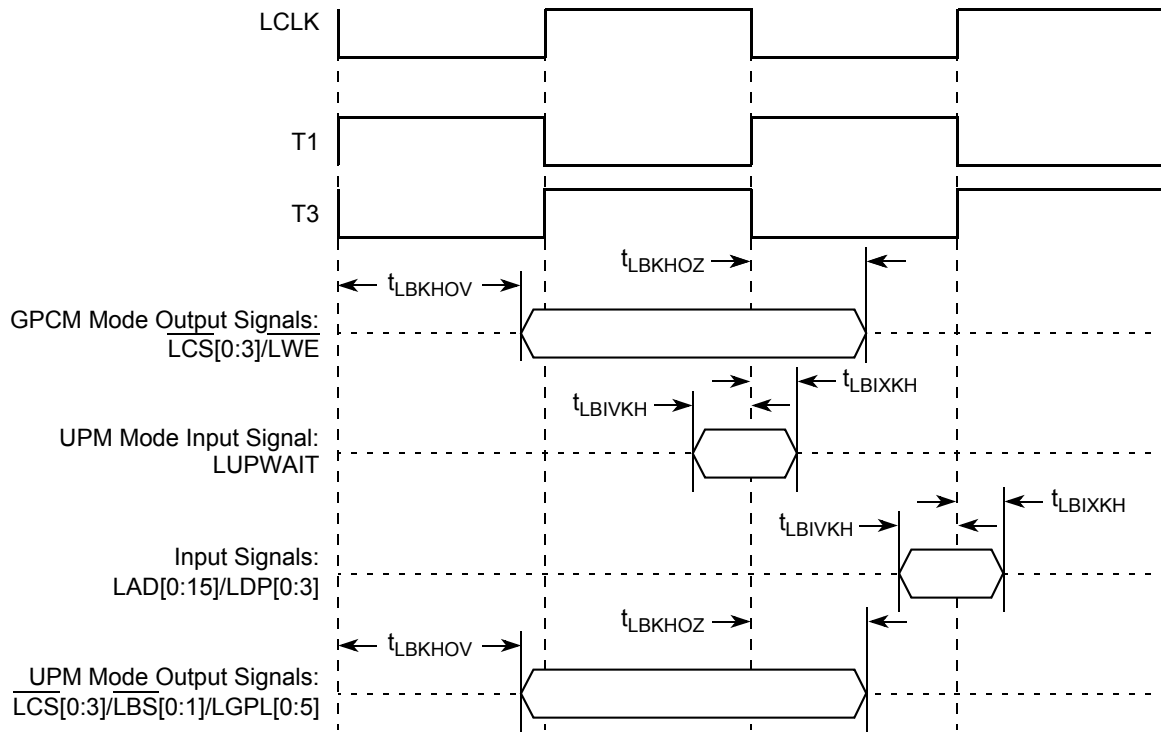 LCLK
T1
T3
tLBKHOZ
tLBKHOV
GPCM Mode Output Signals:
LCS[0:3]/LWE
tLBIXKH
tLBIVKH
UPM Mode Input Signal:
LUPWAIT
tLBIXKH
tLBIVKH
Input Signals:
LAD[0:15]/LDP[0:3]
tLBKHOZ
tLBKHOV
UPM Mode Output Signals:
LCS[0:3]/LBS[0:1]/LGPL[0:5]